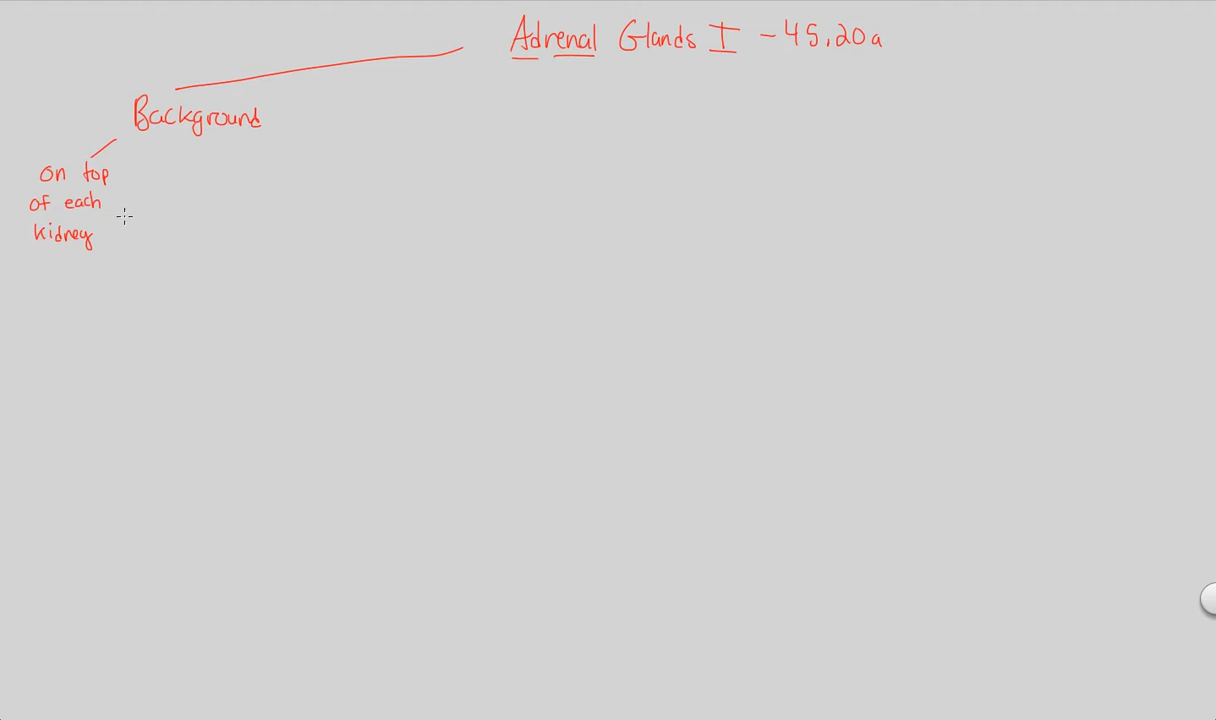 Adrenal Glands I - 45.20a
Background
On top
of each
kidney